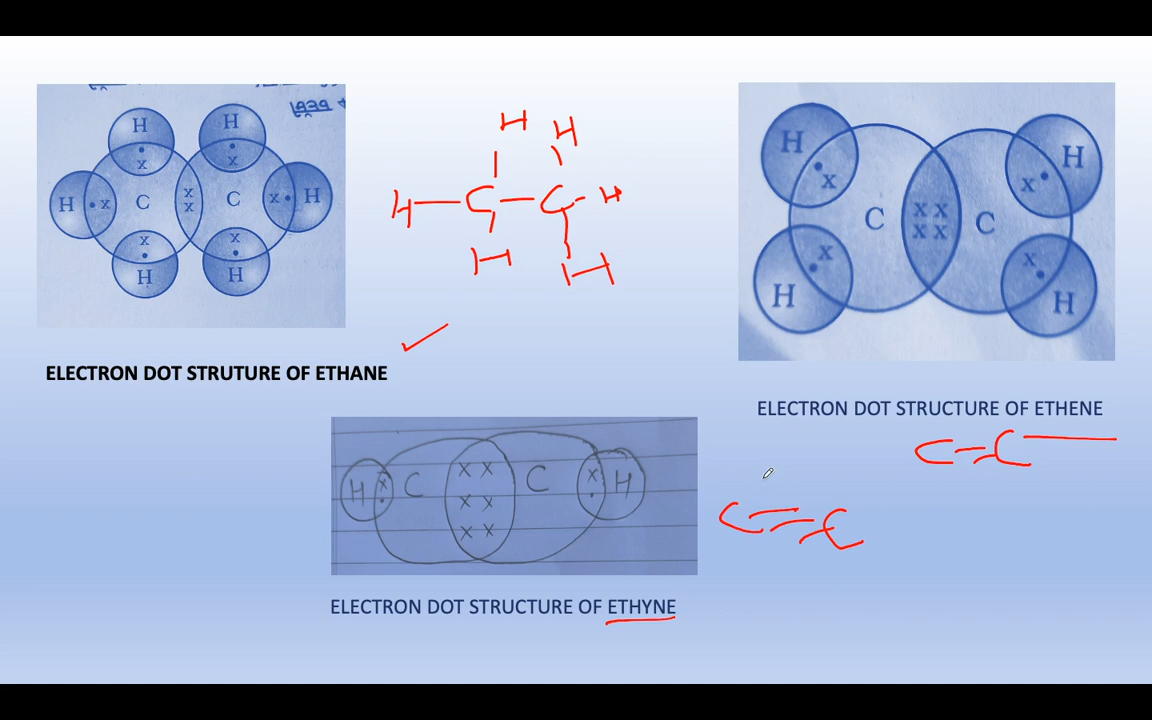 H H
x x
H x C x x C x H
x x
H H
ELECTRON DOT STRUTURE OF ETHANE
H H
H C C H
H H
H H
x x
C x x x x C
x x
H H
ELECTRON DOT STRUCTURE OF ETHENE
C = C
H x C x x x x x x C x H
ELECTRON DOT STRUCTURE OF ETHYNE
C ≡ C